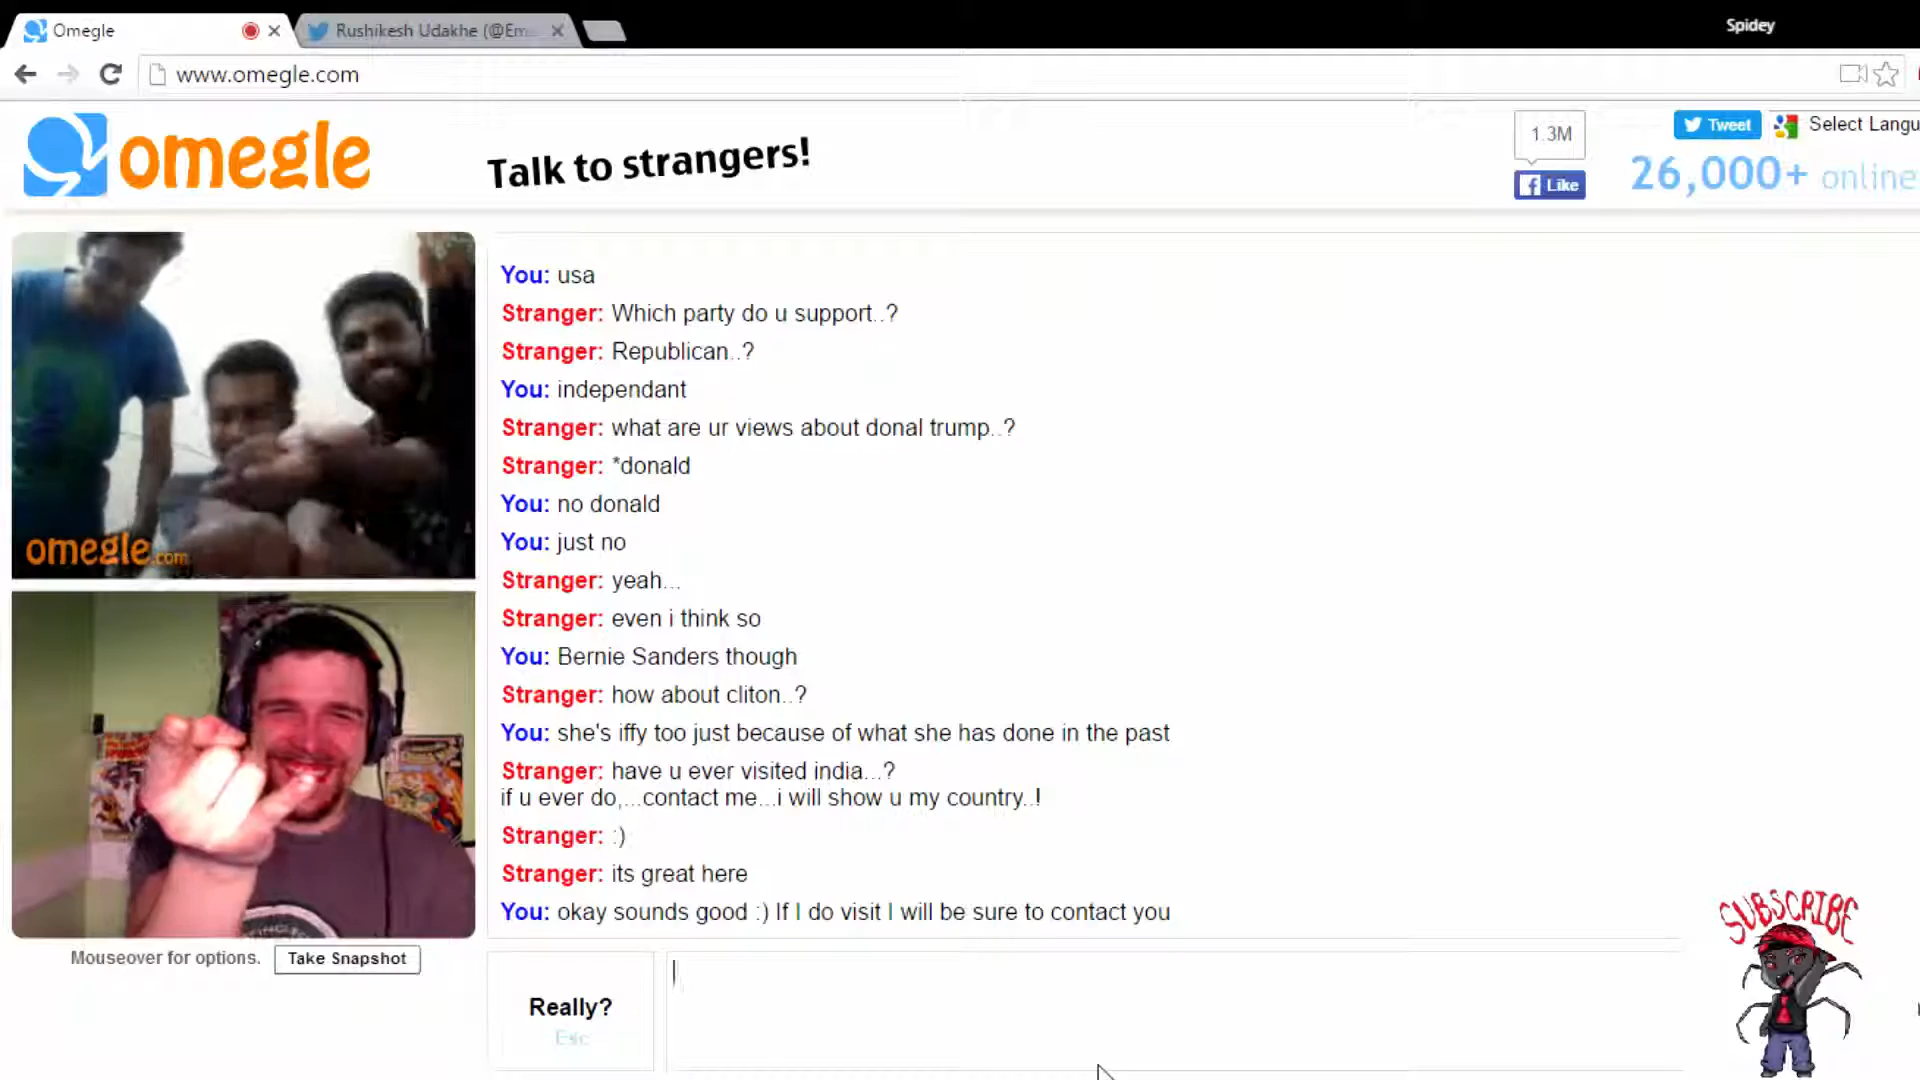 Omegle
Rushikesh Udakhe (@Em
Spidey
www.omegle.com
omegle
Talk to strangers!
1.3M
Like
Tweet
Select Langu
26,000+ online
omegle.com
You: usa
Stranger: Which party do u support..?
Stranger: Republican..?
You: independant
Stranger: what are ur views about donal trump..?
Stranger: *donald
You: no donald
You: just no
Stranger: yeah...
Stranger: even i think so
You: Bernie Sanders though
Stranger: how about cliton..?
You: she's iffy too just because of what she has done in the past
Stranger: have u ever visited india...?
if u ever do,...contact me...i will show u my country..!
Stranger: :)
Stranger: its great here
You: okay sounds good :) If I do visit I will be sure to contact you
Mouseover for options.
Take Snapshot
Really?
Esc
SUBSCRIBE